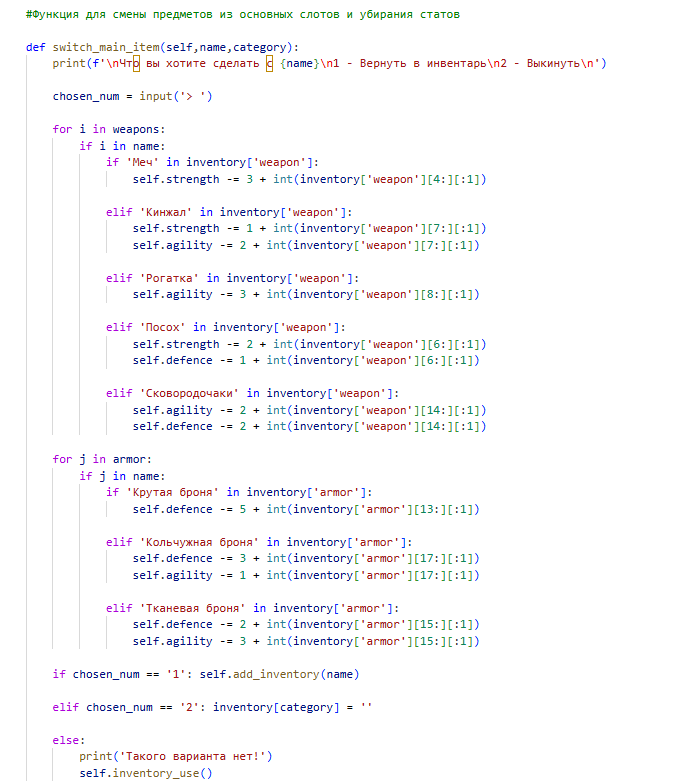 #Функция для смены предметов из основных слотов и убирания статов
def switch_main_item(self,name,category):
print(f'\nЧто вы хотите сделать с {name}\n1 - Вернуть в инвентарь\n2 - Выкинуть\n')
chosen_num = input('> ')
for i in weapons:
if i in name:
if 'Меч' in inventory['weapon']:
self.strength -= 3 + int(inventory['weapon'][4:][:1])
elif 'Кинжал' in inventory['weapon']:
self.strength -= 1 + int(inventory['weapon'][7:][:1])
self.agility -= 2 + int(inventory['weapon'][7:][:1])
elif 'Рогатка' in inventory['weapon']:
self.agility -= 3 + int(inventory['weapon'][8:][:1])
elif 'Посох' in inventory['weapon']:
self.strength -= 2 + int(inventory['weapon'][6:][:1])
self.defence -= 1 + int(inventory['weapon'][6:][:1])
elif 'Сковородочаки' in inventory['weapon']:
self.agility -= 2 + int(inventory['weapon'][14:][:1])
self.defence -= 2 + int(inventory['weapon'][14:][:1])
for j in armor:
if j in name:
if 'Крутая броня' in inventory['armor']:
self.defence -= 5 + int(inventory['armor'][13:][:1])
elif 'Кольчужная броня' in inventory['armor']:
self.defence -= 3 + int(inventory['armor'][17:][:1])
self.agility -= 1 + int(inventory['armor'][17:][:1])
elif 'Тканевая броня' in inventory['armor']:
self.defence -= 2 + int(inventory['armor'][15:][:1])
self.agility -= 3 + int(inventory['armor'][15:][:1])
if chosen_num == '1': self.add_inventory(name)
elif chosen_num == '2': inventory[category] = ''
else:
print('Такого варианта нет!')
self.inventory_use()